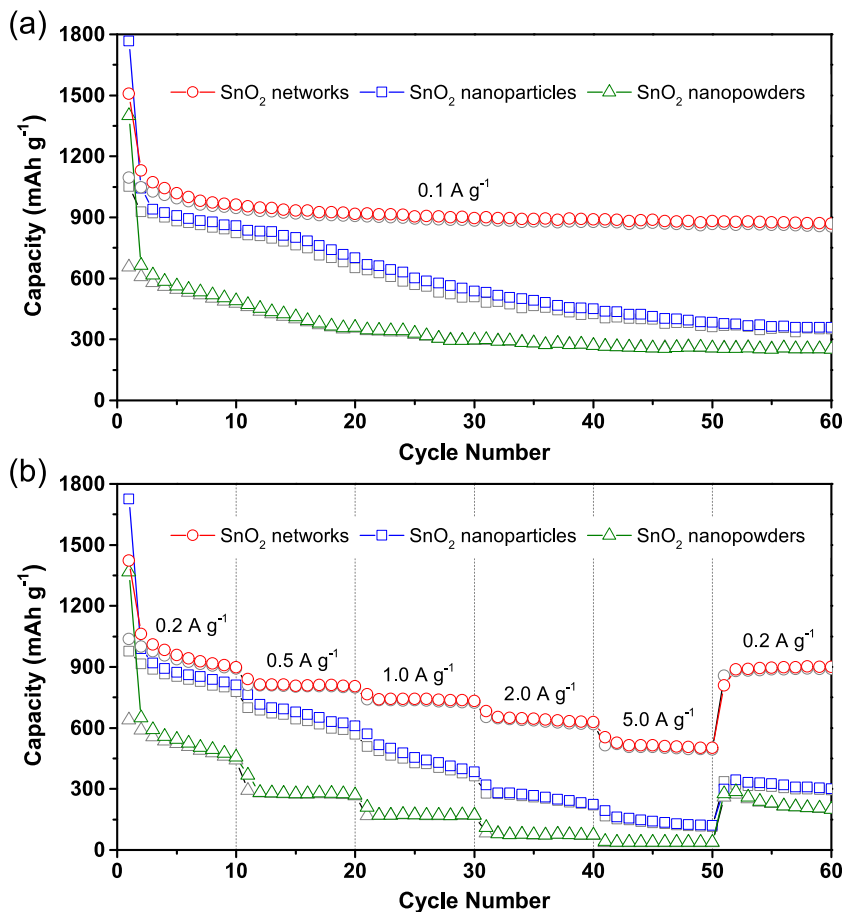 (a)
1800
1500
1200
900
600
300
0
Capacity (mAh g⁻¹)
SnO₂ networks SnO₂ nanoparticles SnO₂ nanopowders
0.1 A g⁻¹
0 10 20 30 40 50 60
Cycle Number
(b)
1800
1500
1200
900
600
300
0
Capacity (mAh g⁻¹)
SnO₂ networks SnO₂ nanoparticles SnO₂ nanopowders
0.2 A g⁻¹
0.5 A g⁻¹
1.0 A g⁻¹
2.0 A g⁻¹
5.0 A g⁻¹
0.2 A g⁻¹
0 10 20 30 40 50 60
Cycle Number